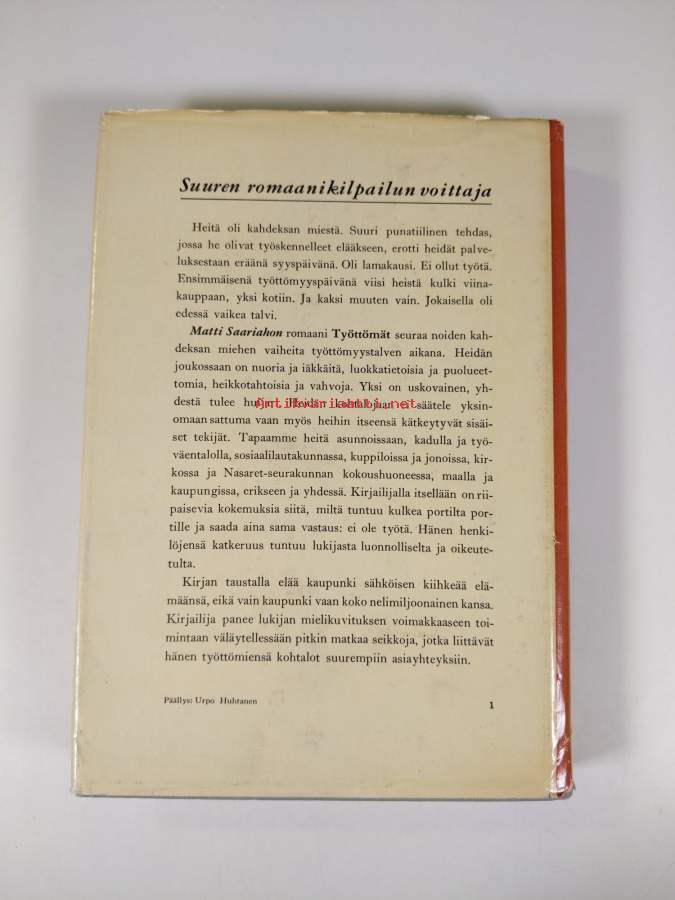 Suuren romaanikilpailun voittaja
Heitä oli kahdeksan miestä. Suuri punatiilinen tehdas,
jossa he olivat työskennelleet elääkseen, erotti heidät palve-
luksestaan eräänä syyspäivänä. Oli lamakausi. Ei ollut työtä.
Ensimmäisenä työttömyyspäivänä viisi heistä kulki viina-
kauppaan, yksi kotiin. Ja kaksi muuten vain. Jokaisella oli
edessä vaikea talvi.
Matti Saariahon romaani Työttömät seuraa noiden kah-
deksan miehen vaiheita työttömyystalven aikana. Heidän
joukossaan on nuoria ja iäkkäitä, luokkatietoisia ja puolueet-
tomia, heikkotahtoisia ja vahvoja. Yksi on uskovainen, yh-
destä tulee Heidän kohtalojaan ei säätele yksin-
Antikvariaatti.net
omaan sattuma vaan myös heihin itseensä kätkeytyvät sisäi-
set tekijät. Tapaamme heitä asunnoissaan, kadulla ja työ-
väentalolla, sosiaalilautakunnassa, kuppiloissa ja jonoissa, kir-
kossa ja Nasaret-seurakunnan kokoushuoneessa, maalla ja
kaupungissa, erikseen ja yhdessä. Kirjailijalla itsellään on rii-
paisevia kokemuksia siitä, miltä tuntuu kulkea portilta por-
tille ja saada aina sama vastaus: ei ole työtä. Hänen henki-
löjensä katkeruus tuntuu lukijasta luonnolliselta ja oikeute-
tulta.
Kirjan taustalla elää kaupunki sähköisen kiihkeää elä-
määnsä, eikä vain kaupunki vaan koko nelimiljoonainen kansa.
Kirjailija panee lukijan mielikuvituksen voimakkaaseen toi-
mintaan väläytellessään pitkin matkaa seikkoja, jotka liittävät
hänen työttömiensä kohtalot suurempiin asiayhteyksiin.
Päällys: Urpo Huhtanen
1